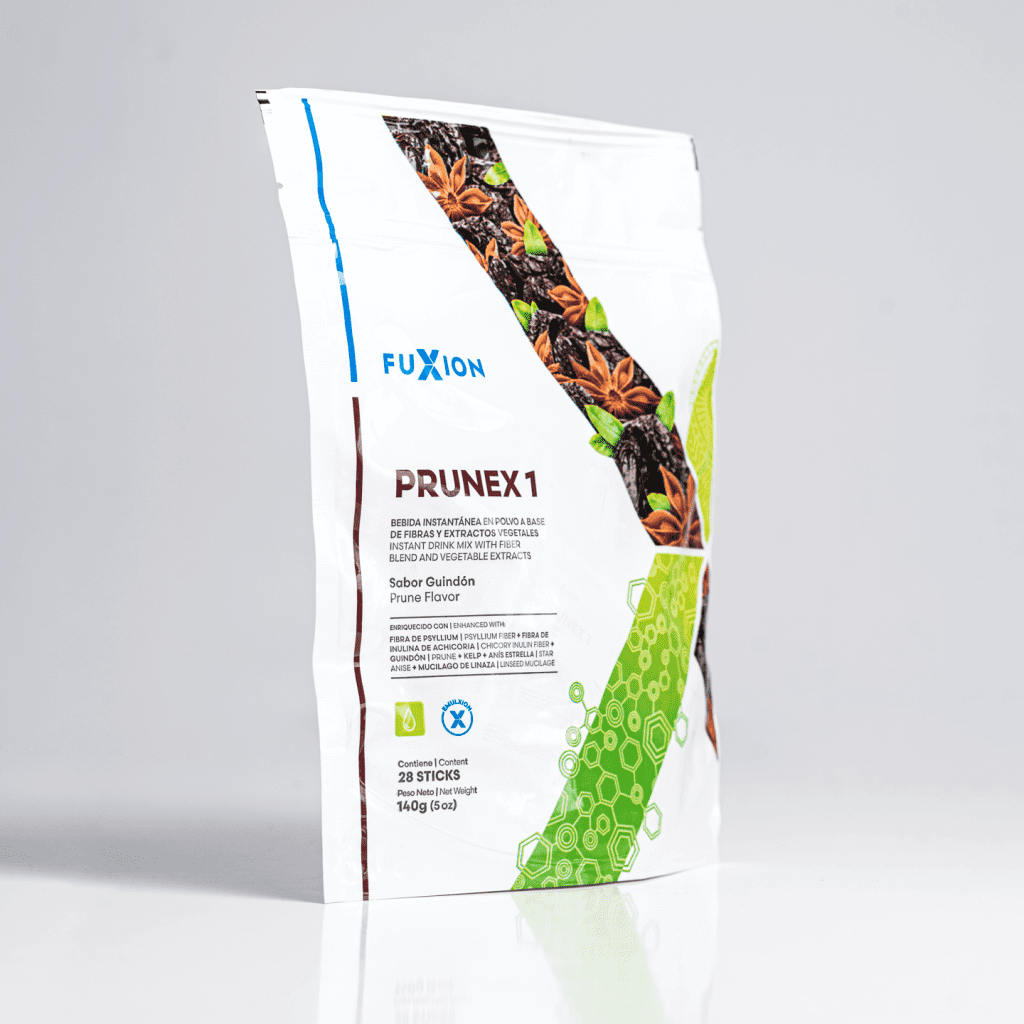 FUXION
PRUNEX 1
BEBIDA INSTANTÁNEA EN POLVO A BASE
DE FIBRAS Y EXTRACTOS VEGETALES
INSTANT DRINK MIX WITH FIBER
BLEND AND VEGETABLE EXTRACTS
Sabor Guindón
Prune Flavor
ENRIQUECIDO CON | ENHANCED WITH:
FIBRA DE PSYLLIUM | PSYLLIUM FIBER + FIBRA DE
INULINA DE ACHICORIA | CHICORY INULIN FIBER +
GUINDÓN | PRUNE + KELP + ANÍS ESTRELLA | STAR
ANISE + MUCILAGO DE LINAZA | LINSEED MUCILAGE
EMULXION
X
Contiene | Content
28 STICKS
Peso Neto | Net Weight
140g (5 oz)